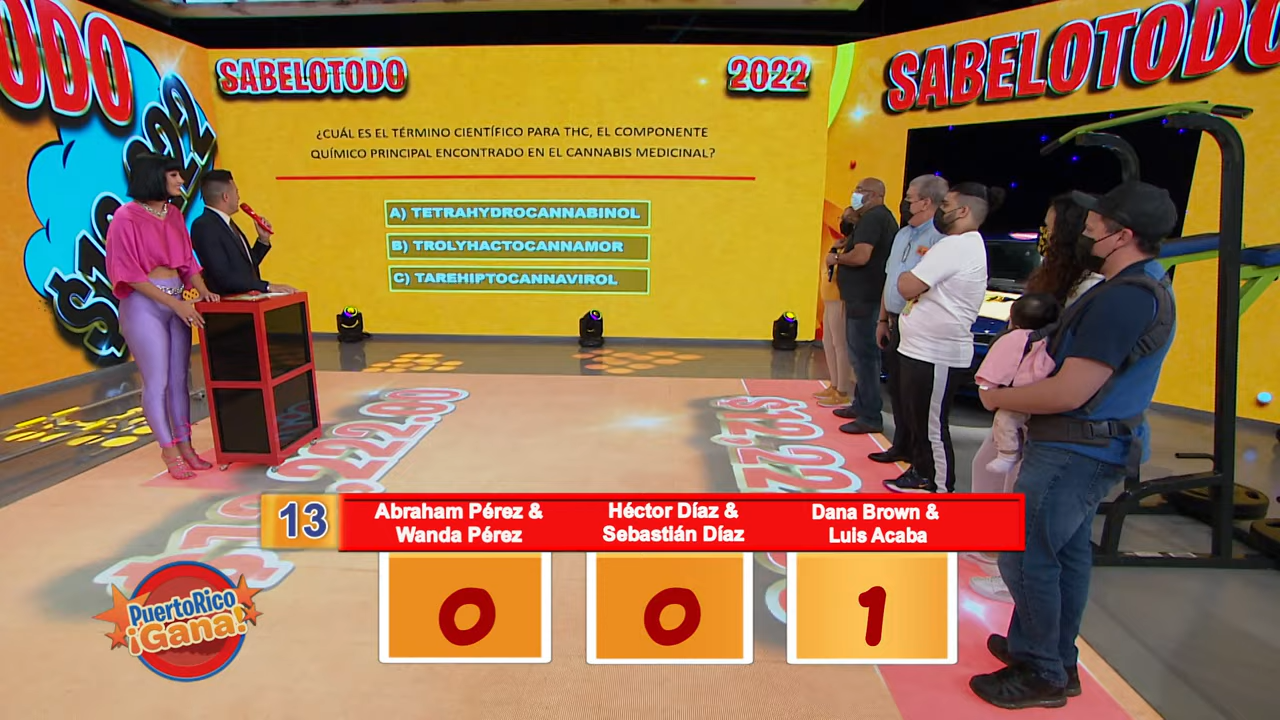 ODO
SABELOTODO
2022
SABELOTODO
¿CUÁL ES EL TÉRMINO CIENTÍFICO PARA THC, EL COMPONENTE
QUÍMICO PRINCIPAL ENCONTRADO EN EL CANNABIS MEDICINAL?
A) TETRAHYDROCANNABINOL
B) TROLYHACTOCANNAMOR
C) TAREHIPTOCANNAVIROL
13
Abraham Pérez &
Wanda Pérez
Héctor Díaz &
Sebastián Díaz
Dana Brown &
Luis Acaba
0
0
1
PuertoRico
¡Gana!